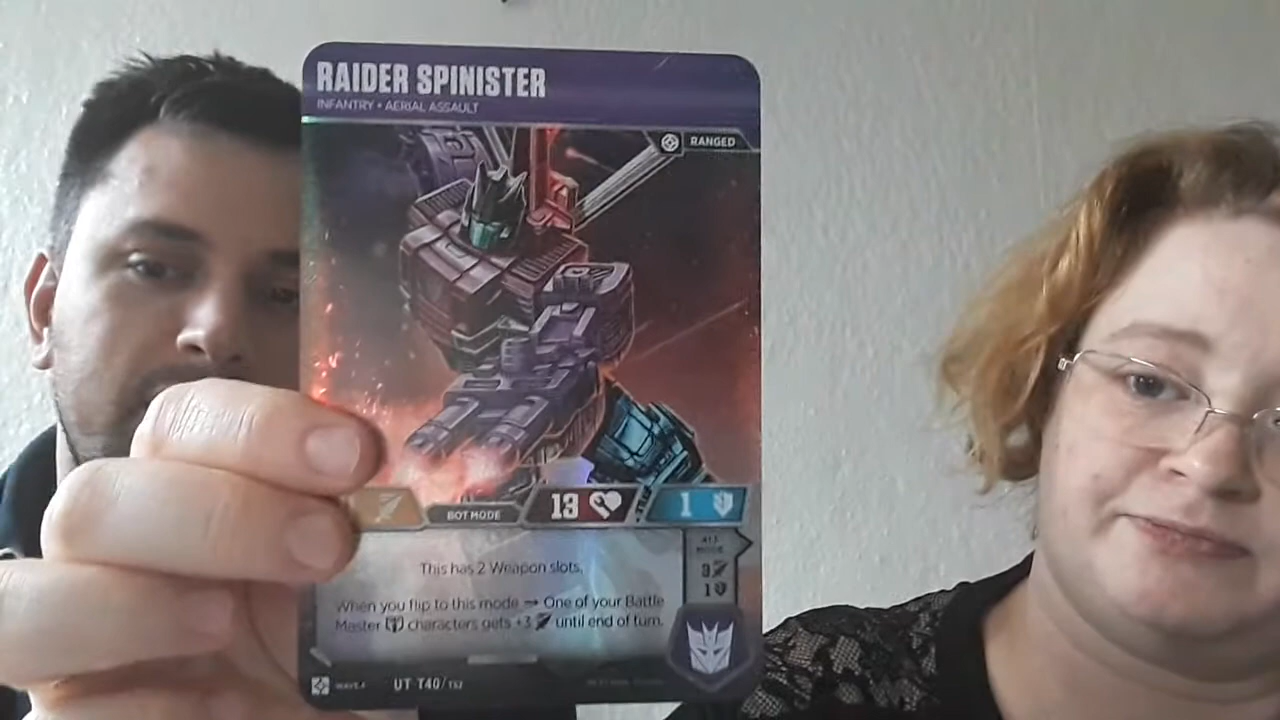 RAIDER SPINISTER
INFANTRY • AERIAL ASSAULT
RANGED
BOT MODE
13
1
ALT
MODE
3
1
This has 2 Weapon slots.
When you flip to this mode → One of your Battle
Master characters gets +3 until end of turn.
UT T40/